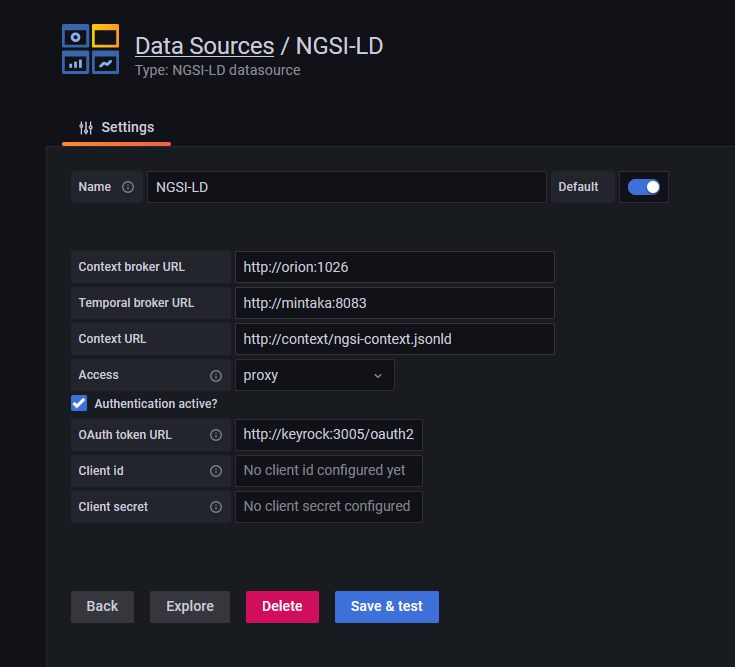 Data Sources / NGSI-LD
Type: NGSI-LD datasource
Settings
Name NGSI-LD Default
Context broker URL http://orion:1026
Temporal broker URL http://mintaka:8083
Context URL http://context/ngsi-context.jsonld
Access proxy
Authentication active?
OAuth token URL http://keyrock:3005/oauth2
Client id No client id configured yet
Client secret No client secret configured
Back Explore Delete Save & test